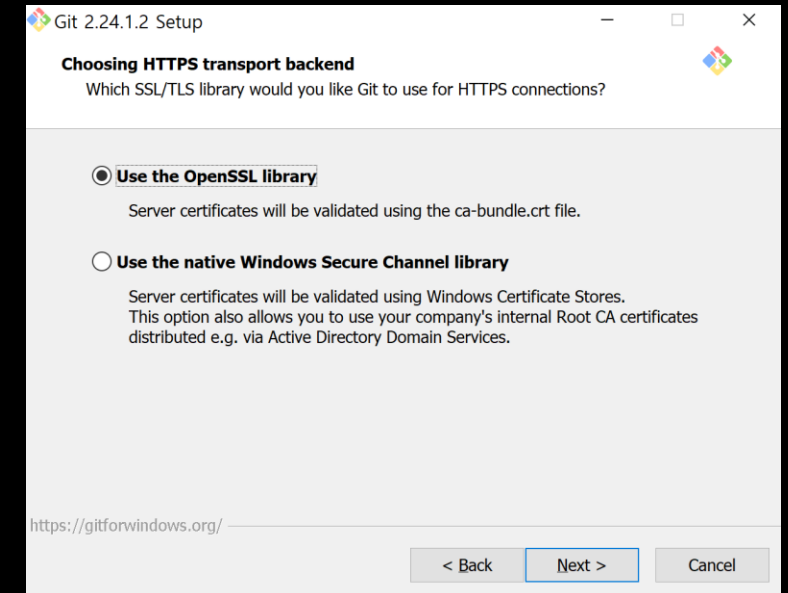 Git 2.24.1.2 Setup
Choosing HTTPS transport backend
Which SSL/TLS library would you like Git to use for HTTPS connections?
Use the OpenSSL library
Server certificates will be validated using the ca-bundle.crt file.
Use the native Windows Secure Channel library
Server certificates will be validated using Windows Certificate Stores.
This option also allows you to use your company's internal Root CA certificates
distributed e.g. via Active Directory Domain Services.
https://gitforwindows.org/
< Back Next > Cancel